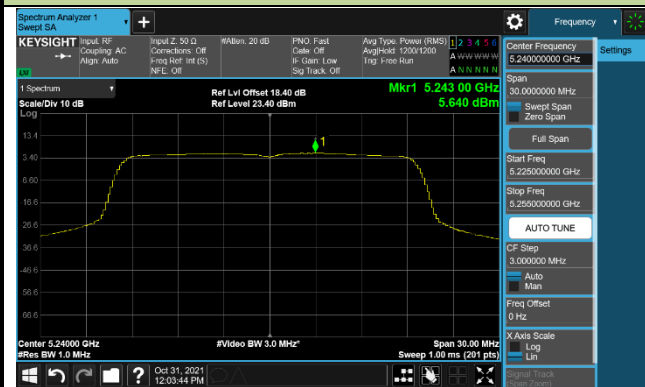 Spectrum Analyzer 1
Swept SA
Frequency
KEYSIGHT
Input: RF
Coupling: AC
Align: Auto
Input Z: 50 Ω
Corrections: Off
Freq Ref: Int (S)
NFE: Off
#Atten: 20 dB
PNO: Fast
Gate: Off
IF Gain: Low
Sig Track: Off
Avg Type: Power (RMS)
Avg|Hold: 1200/1200
Trig: Free Run
1 2 3 4 5 6
A W W W W W
A N N N N N
1 Spectrum
Scale/Div 10 dB
Log
Ref Lvl Offset 18.40 dB
Ref Level 23.40 dBm
Mkr1 5.243 00 GHz
5.640 dBm
1
13.4
3.40
-6.60
-16.6
-26.6
-36.6
-46.6
-56.6
-66.6
Center 5.24000 GHz
#Res BW 1.0 MHz
#Video BW 3.0 MHz*
Span 30.00 MHz
Sweep 1.00 ms (201 pts)
Oct 31, 2021
12:03:44 PM
Center Frequency
5.240000000 GHz
Settings
Span
30.0000000 MHz
Swept Span
Zero Span
Full Span
Start Freq
5.225000000 GHz
Stop Freq
5.255000000 GHz
AUTO TUNE
CF Step
3.000000 MHz
Auto
Man
Freq Offset
0 Hz
X Axis Scale
Log
Lin
Signal Track
(Span Zoom)